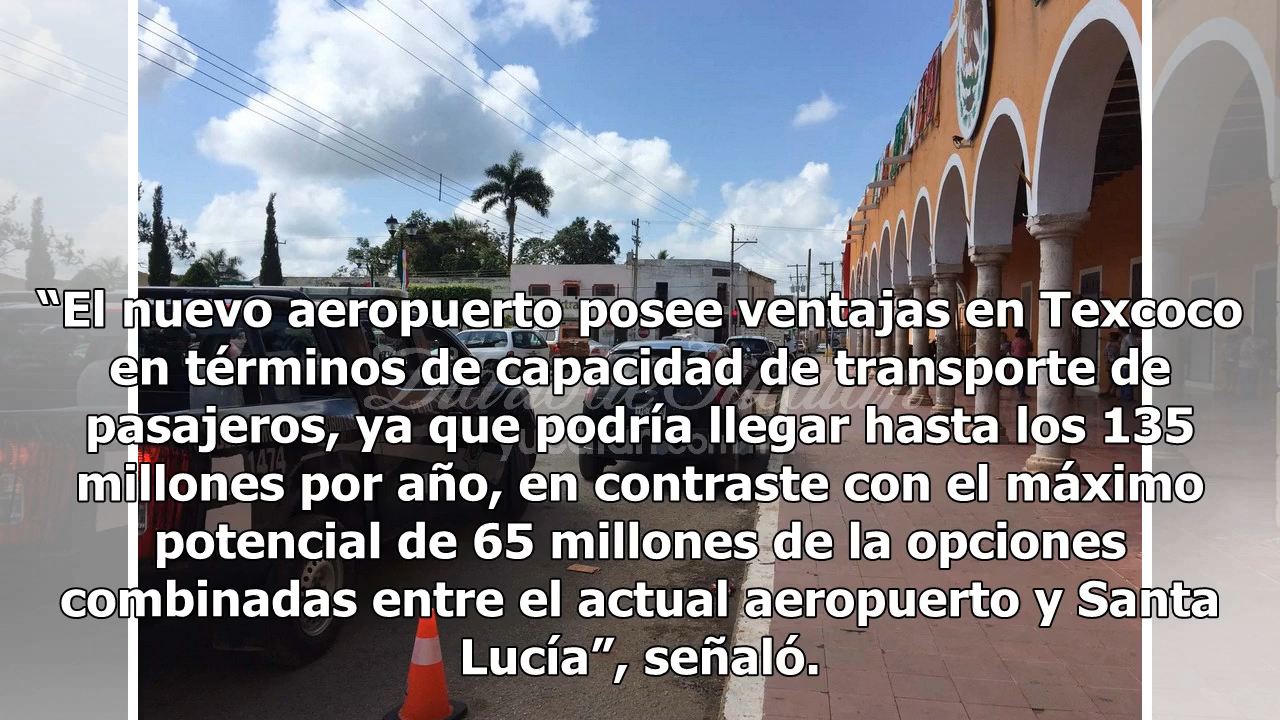 “El nuevo aeropuerto posee ventajas en Texcoco
en términos de capacidad de transporte de
pasajeros, ya que podría llegar hasta los 135
millones por año, en contraste con el máximo
potencial de 65 millones de la opciones
combinadas entre el actual aeropuerto y Santa
Lucía”, señaló.
1474